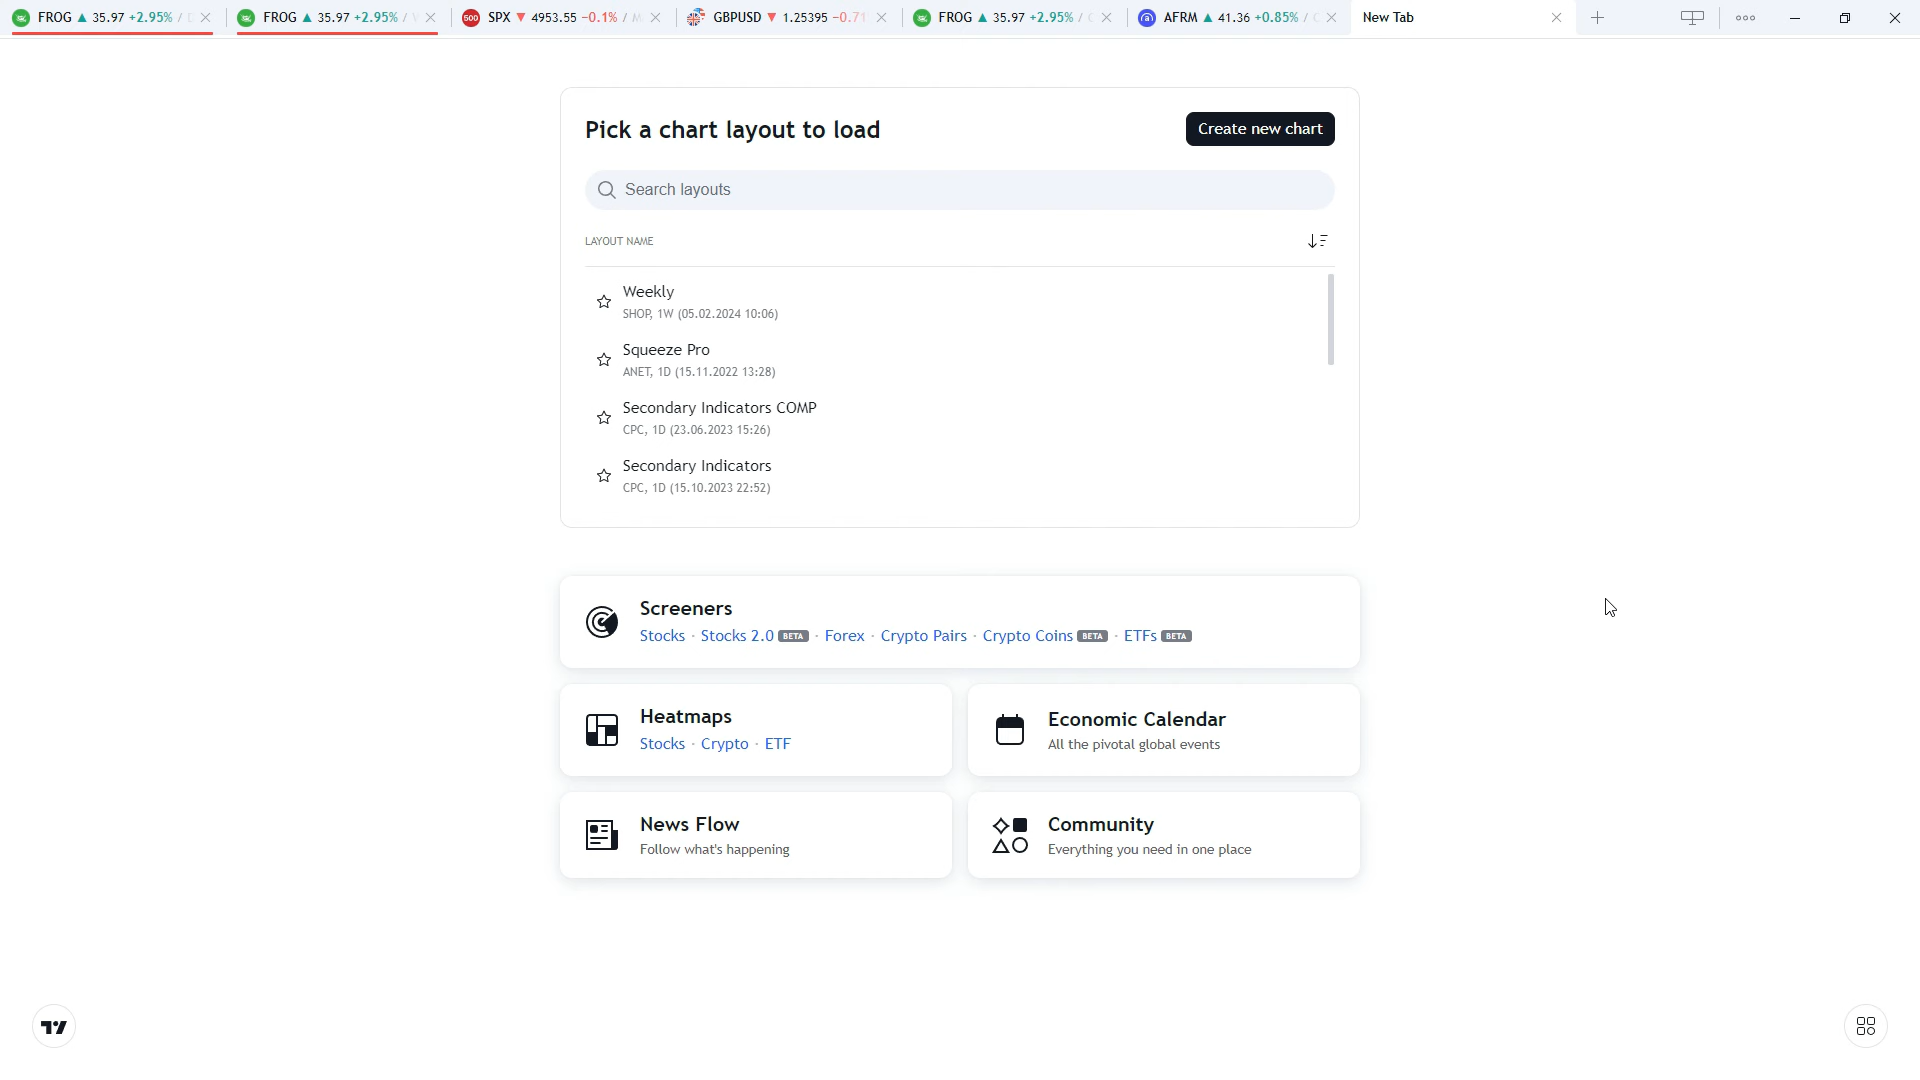 FROG ▲ 35.97 +2.95% /
FROG ▲ 35.97 +2.95% /
500 SPX ▼ 4953.55 −0.1% / M
GBPUSD ▼ 1.25395 −0.71
FROG ▲ 35.97 +2.95% /
a AFRM ▲ 41.36 +0.85% /
New Tab
Pick a chart layout to load
Create new chart
Search layouts
LAYOUT NAME
Weekly
SHOP, 1W (05.02.2024 10:06)
Squeeze Pro
ANET, 1D (15.11.2022 13:28)
Secondary Indicators COMP
CPC, 1D (23.06.2023 15:26)
Secondary Indicators
CPC, 1D (15.10.2023 22:52)
Screeners
Stocks · Stocks 2.0 BETA · Forex · Crypto Pairs · Crypto Coins BETA · ETFs BETA
Heatmaps
Stocks · Crypto · ETF
Economic Calendar
All the pivotal global events
News Flow
Follow what's happening
Community
Everything you need in one place